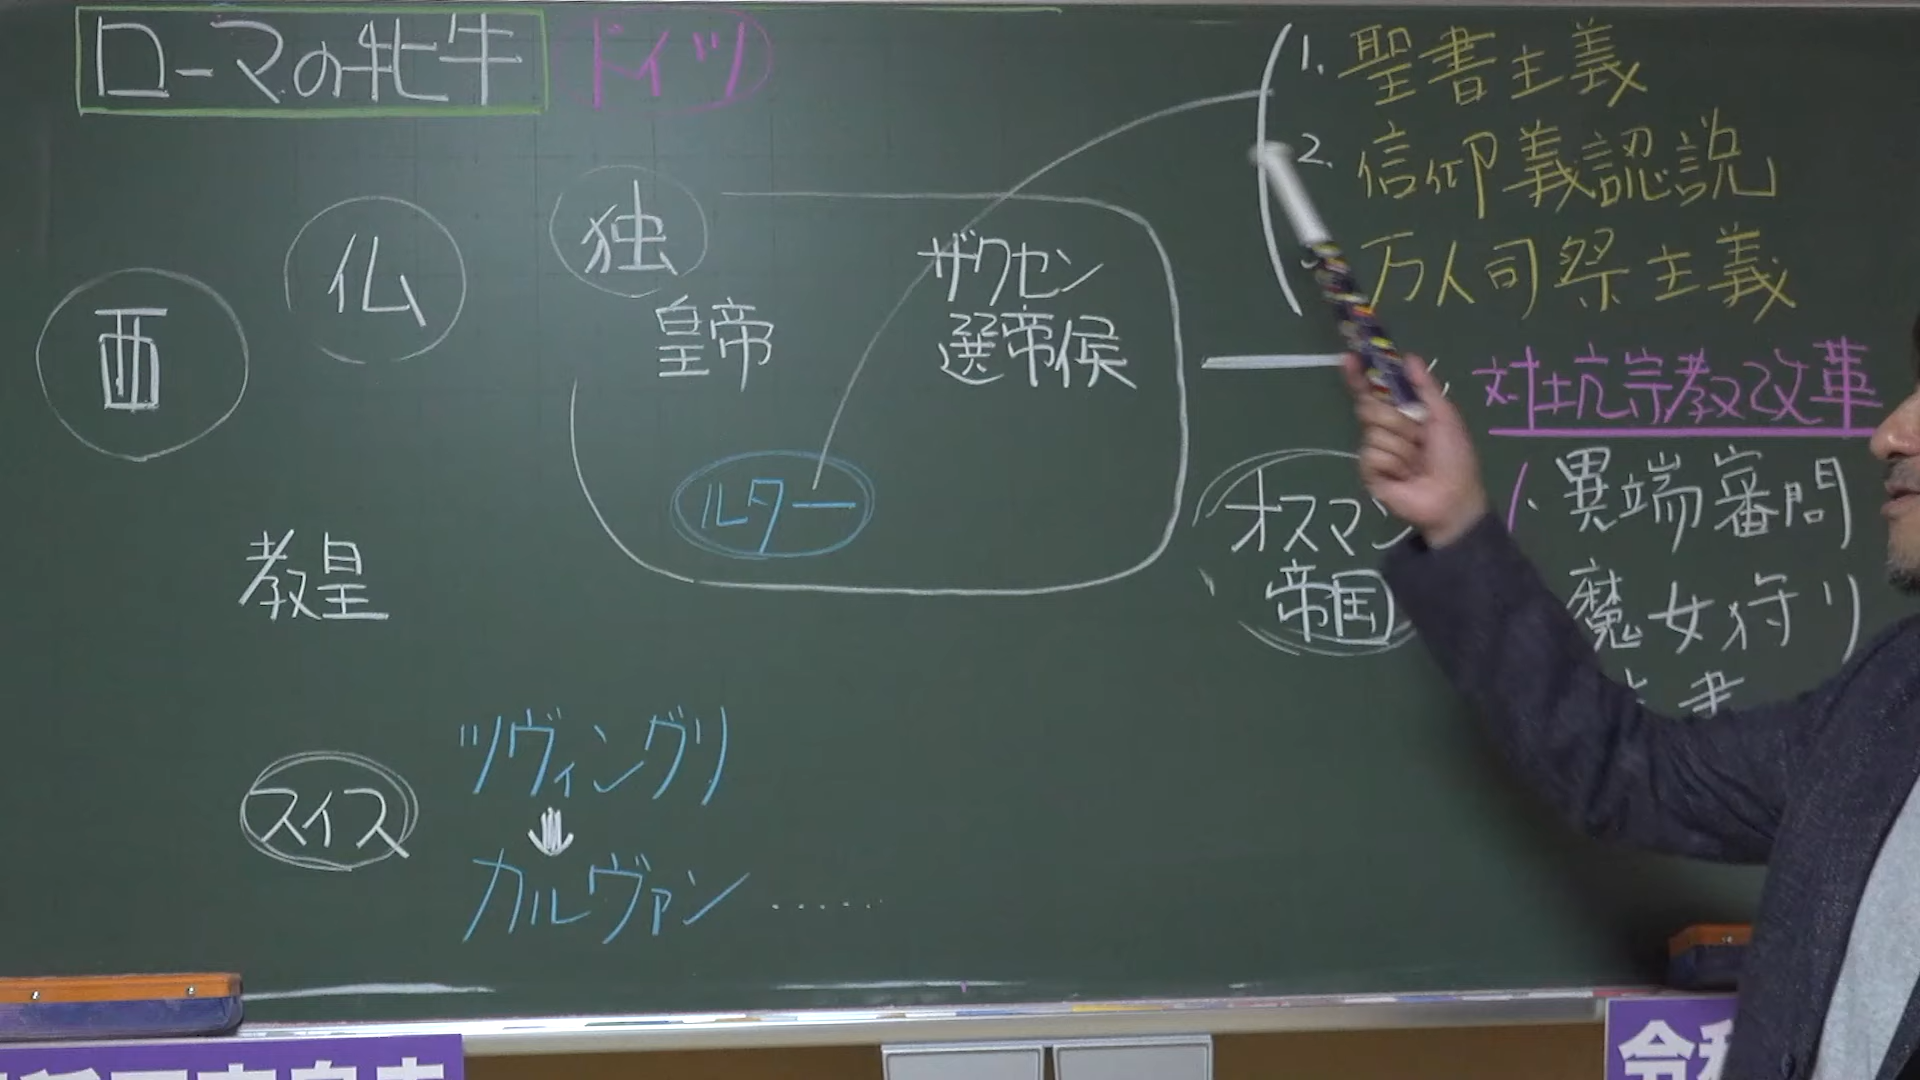 ローマの牝牛 ドイツ
1. 聖書主義
2. 信仰義認説
万人司祭主義
西
仏
独
皇帝
ザクセン
選帝侯
ルター
教皇
対抗宗教改革
1. 異端審問
魔女狩り
オスマン
帝国
スイス
ツヴィングリ
⇓
カルヴァン ……